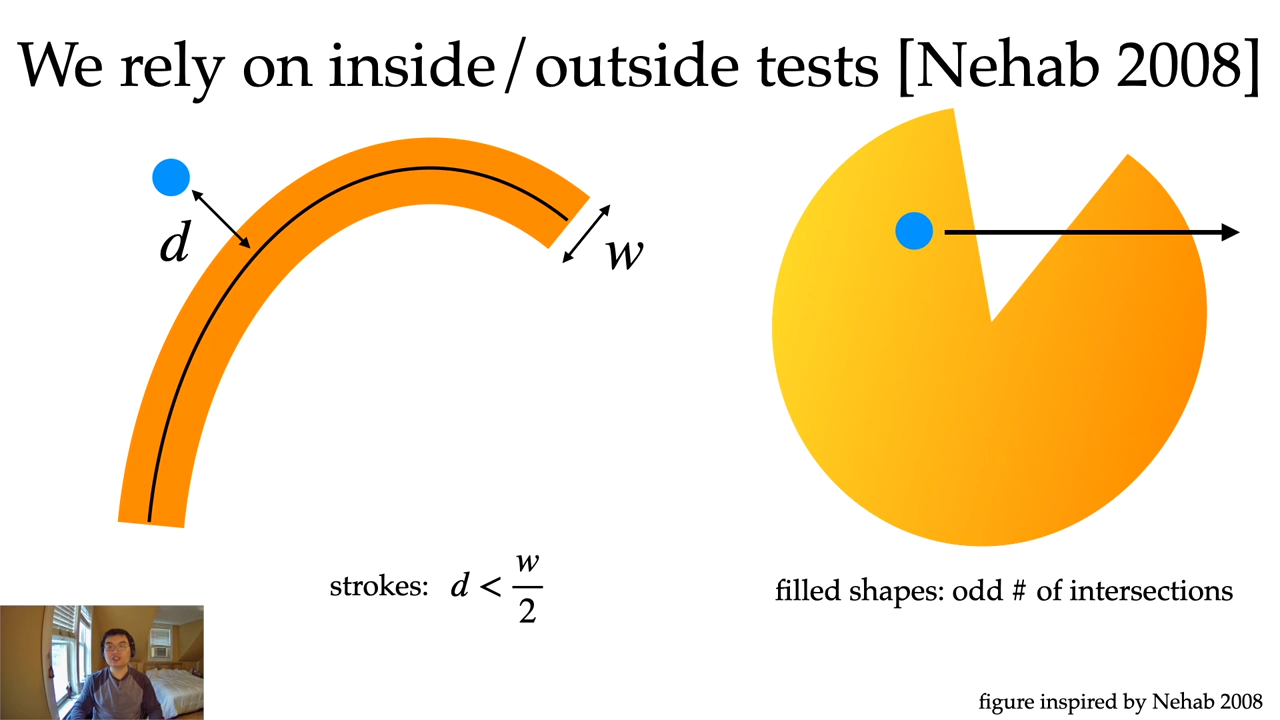 We rely on inside/outside tests [Nehab 2008]
d
w
strokes: d < w/2
filled shapes: odd # of intersections
figure inspired by Nehab 2008